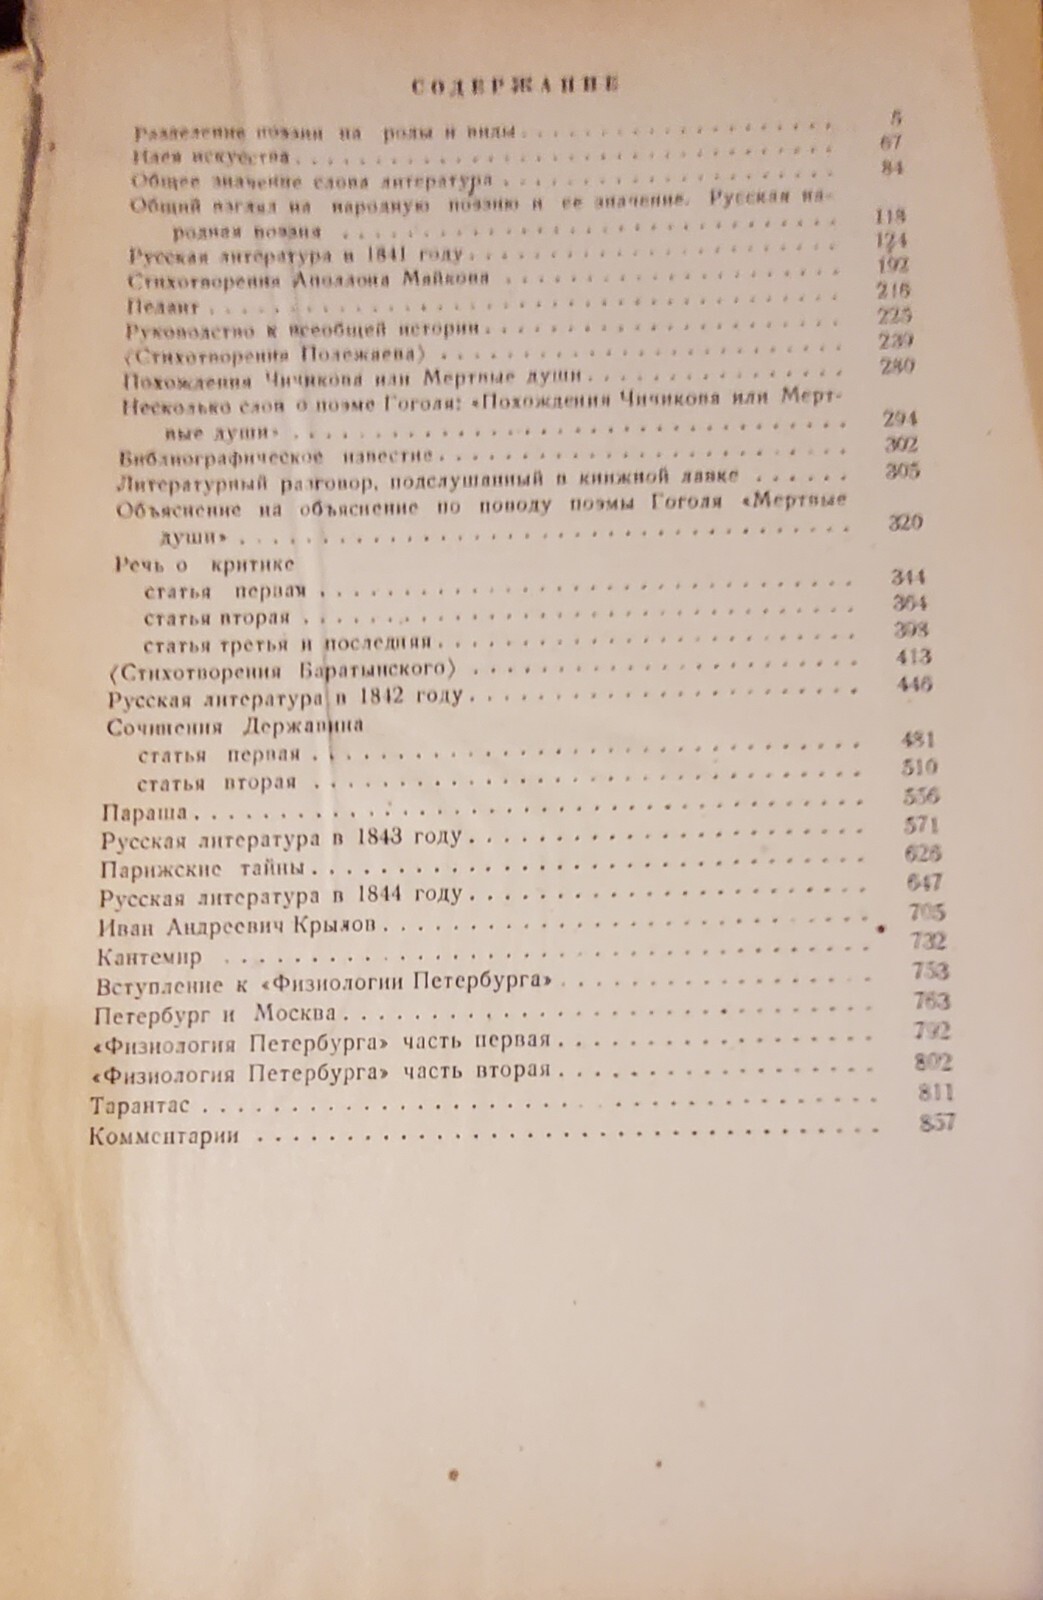 СОДЕРЖАНИЕ
Разделение поэзии на роды и виды 5
Идея искусства 67
Общее значение слова литература 84
Общий взгляд на народную поэзию и ее значение. Русская на-
родная поэзия 118
Русская литература в 1841 году 124
Стихотворения Аполлона Майкова 192
Педант 216
Руководство к всеобщей истории 225
⟨Стихотворения Полежаева⟩ 239
Похождения Чичикова или Мертвые души 280
Несколько слов о поэме Гоголя: «Похождения Чичикова или Мерт-
вые души» 294
Библиографическое известие 302
Литературный разговор, подслушанный в книжной лавке 305
Объяснение на объяснение по поводу поэмы Гоголя «Мертвые
души» 320
Речь о критике
статья первая 344
статья вторая 364
статья третья и последняя 393
⟨Стихотворения Баратынского⟩ 413
Русская литература в 1842 году 446
Сочинения Державина
статья первая 481
статья вторая 510
Параша 556
Русская литература в 1843 году 571
Парижские тайны 626
Русская литература в 1844 году 647
Иван Андреевич Крылов 705
Кантемир 732
Вступление к «Физиологии Петербурга» 753
Петербург и Москва 763
«Физиология Петербурга» часть первая 792
«Физиология Петербурга» часть вторая 802
Тарантас 811
Комментарии 857